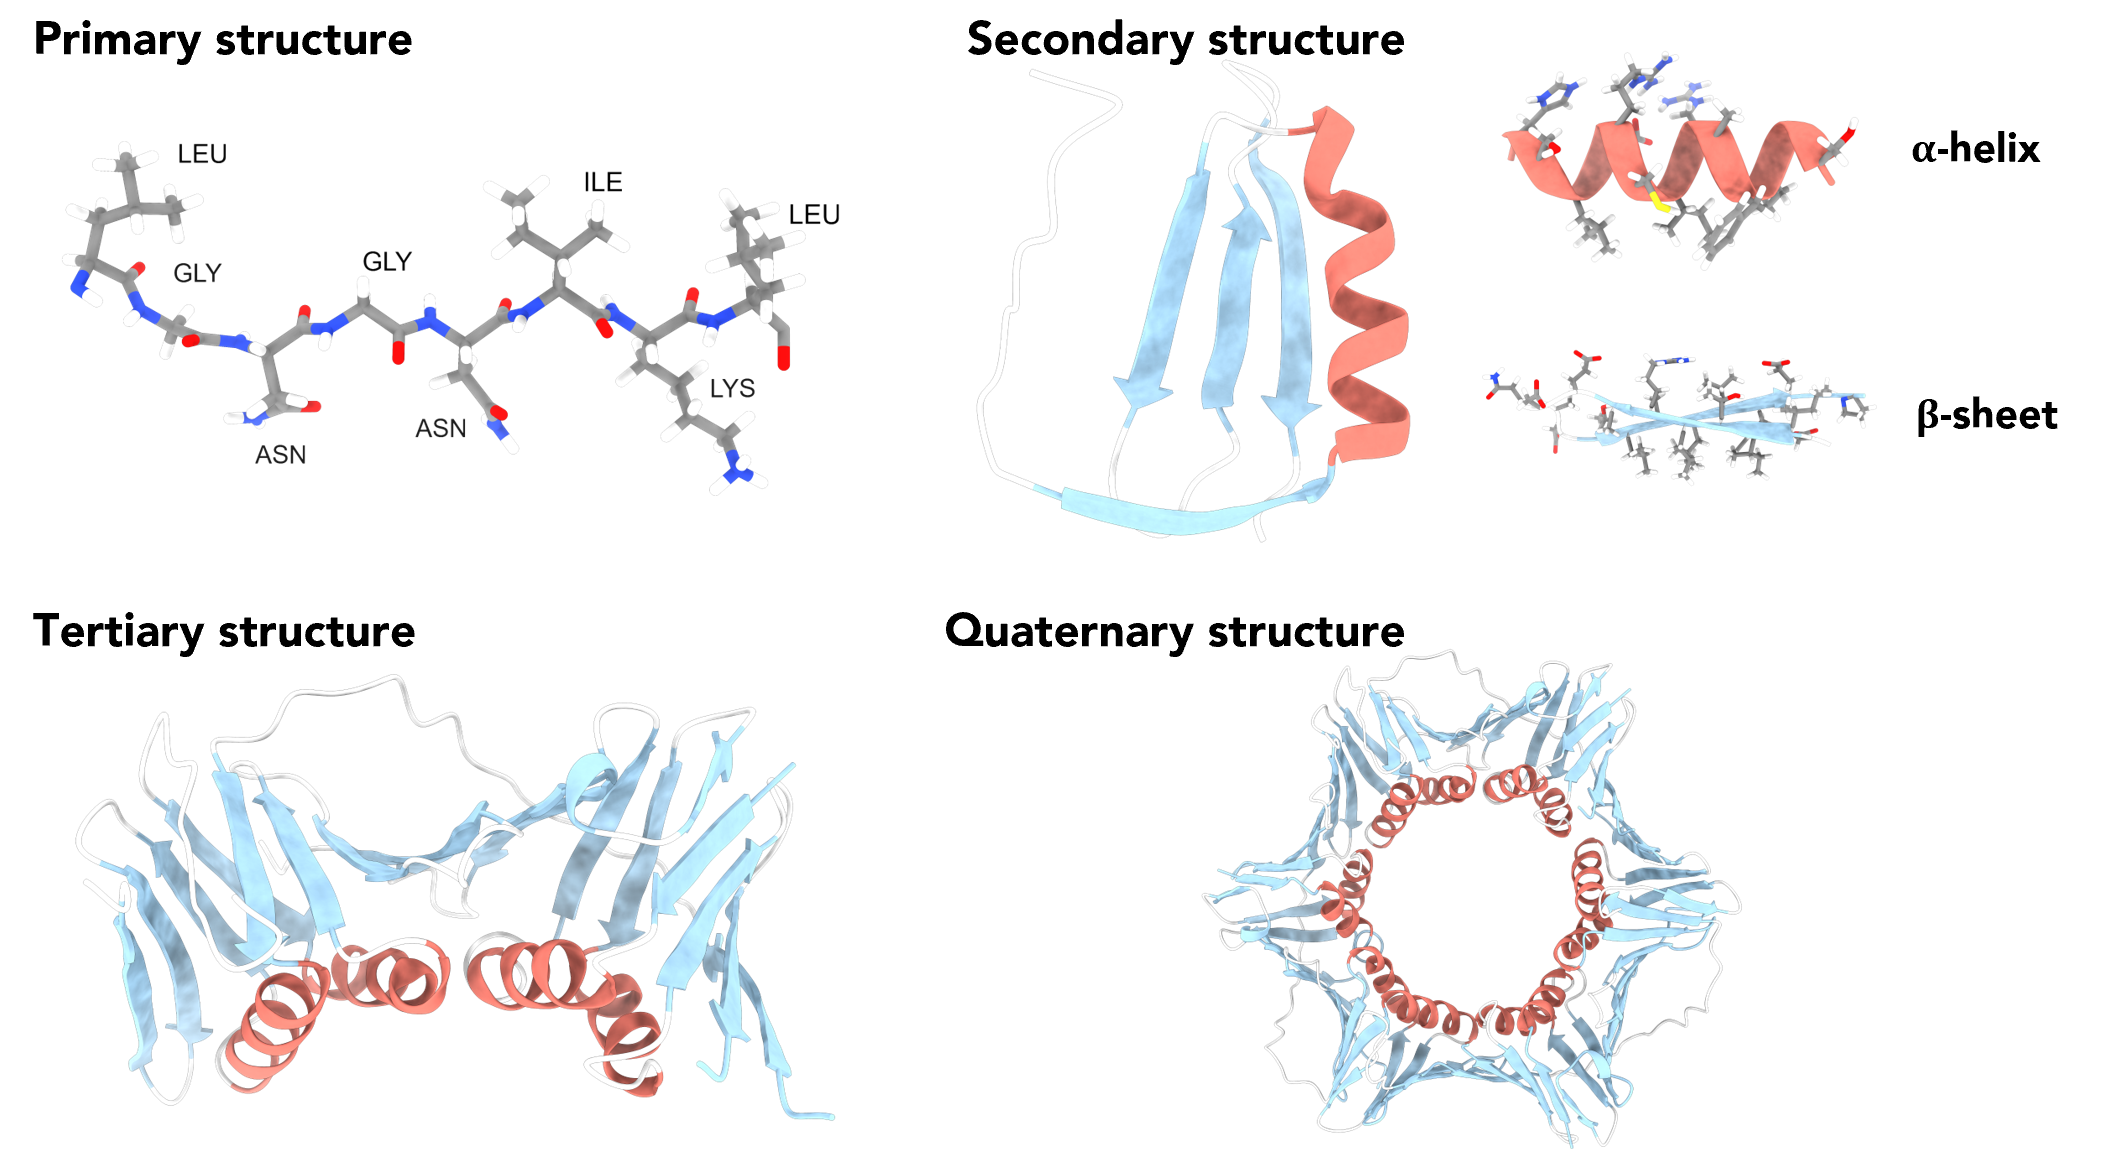 Primary structure
LEU
GLY
ASN
GLY
ASN
ILE
LYS
LEU
Secondary structure
α-helix
β-sheet
Tertiary structure
Quaternary structure